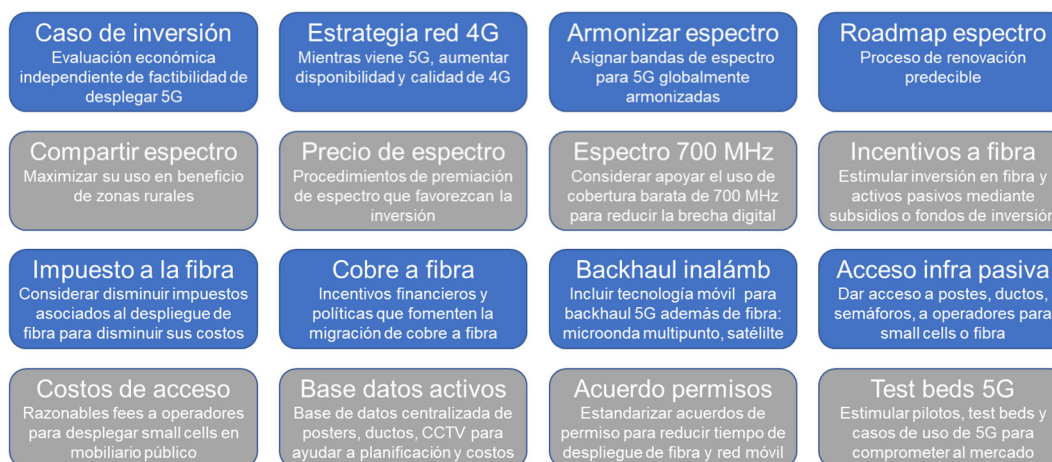 Caso de inversión
Evaluación económica
independiente de factibilidad de
desplegar 5G
Estrategia red 4G
Mientras viene 5G, aumentar
disponibilidad y calidad de 4G
Armonizar espectro
Asignar bandas de espectro
para 5G globalmente
armonizadas
Roadmap espectro
Proceso de renovación
predecible
Compartir espectro
Maximizar su uso en beneficio
de zonas rurales
Precio de espectro
Procedimientos de premiación
de espectro que favorezcan la
inversión
Espectro 700 MHz
Considerar apoyar el uso de
cobertura barata de 700 MHz
para reducir la brecha digital
Incentivos a fibra
Estimular inversión en fibra y
activos pasivos mediante
subsidios o fondos de inversión
Impuesto a la fibra
Considerar disminuir impuestos
asociados al despliegue de
fibra para disminuir sus costos
Cobre a fibra
Incentivos financieros y
políticas que fomenten la
migración de cobre a fibra
Backhaul inalámb
Incluir tecnología móvil para
backhaul 5G además de fibra:
microonda multipunto, satélilte
Acceso infra pasiva
Dar acceso a postes, ductos,
semáforos, a operadores para
small cells o fibra
Costos de acceso
Razonables fees a operadores
para desplegar small cells en
mobiliario público
Base datos activos
Base de datos centralizada de
posters, ductos, CCTV para
ayudar a planificación y costos
Acuerdo permisos
Estandarizar acuerdos de
permiso para reducir tiempo de
despliegue de fibra y red móvil
Test beds 5G
Estimular pilotos, test beds y
casos de uso de 5G para
comprometer al mercado